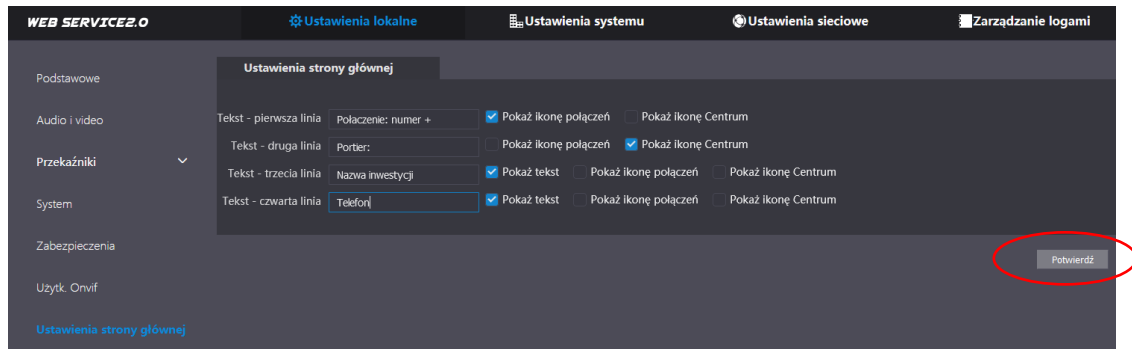 WEB SERVICE2.0 Ustawienia lokalne Ustawienia systemu Ustawienia sieciowe Zarządzanie logami
Podstawowe
Audio i video
Przekaźniki
System
Zabezpieczenia
Użytk. Onvif
Ustawienia strony głównej
Ustawienia strony głównej
Tekst - pierwsza linia Połaczenie: numer + Pokaż ikonę połączeń Pokaż ikonę Centrum
Tekst - druga linia Portier: Pokaż ikonę połączeń Pokaż ikonę Centrum
Tekst - trzecia linia Nazwa inwestycji Pokaż tekst Pokaż ikonę połączeń Pokaż ikonę Centrum
Tekst - czwarta linia Telefon Pokaż tekst Pokaż ikonę połączeń Pokaż ikonę Centrum
Potwierdź